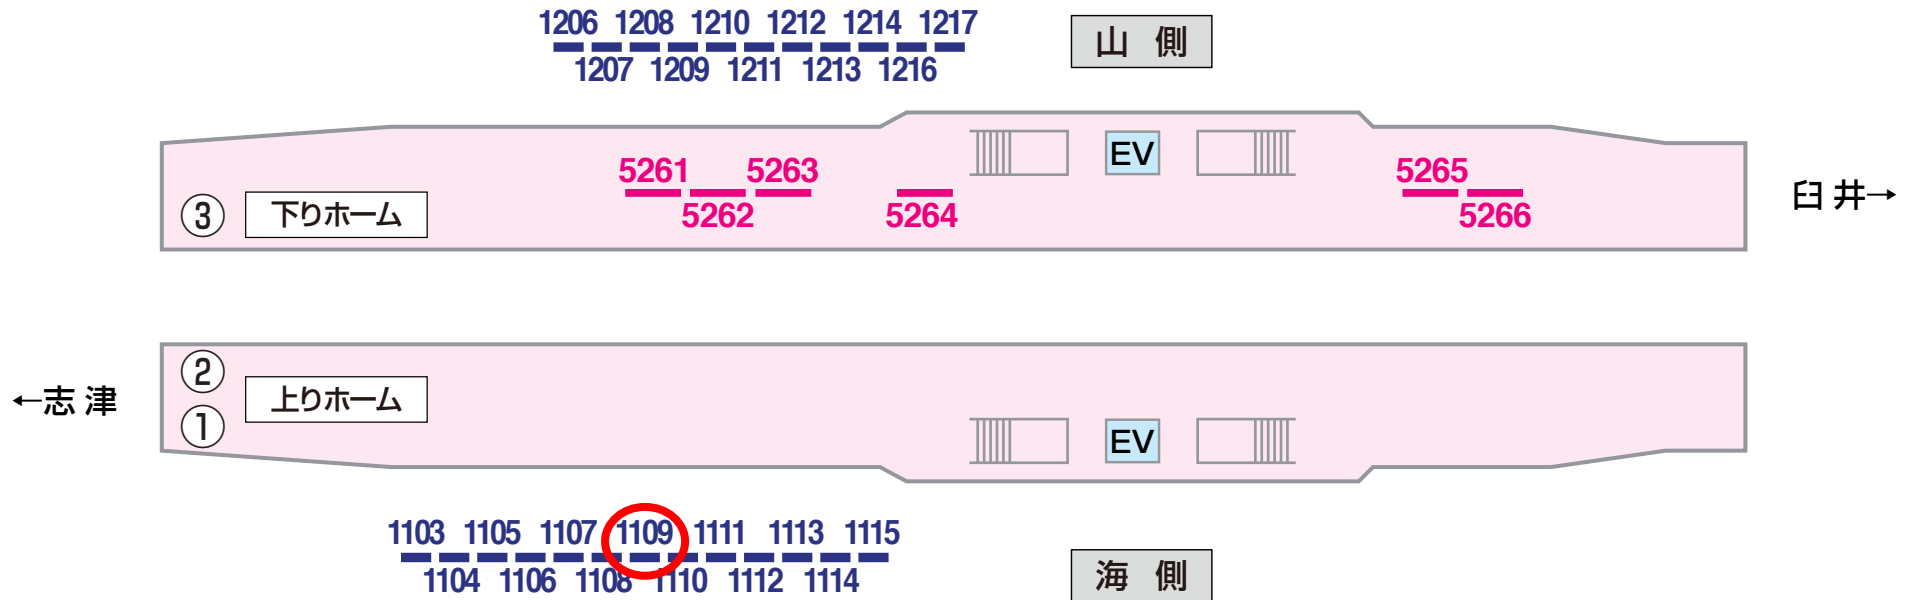 1206 1208 1210 1212 1214 1217
1207 1209 1211 1213 1216
山 側
EV
5261 5263 5265
5262 5264 5266
③ 下りホーム
臼 井→
②
←志 津
上りホーム
①
EV
1103 1105 1107 1109 1111 1113 1115
1104 1106 1108 1110 1112 1114
海 側